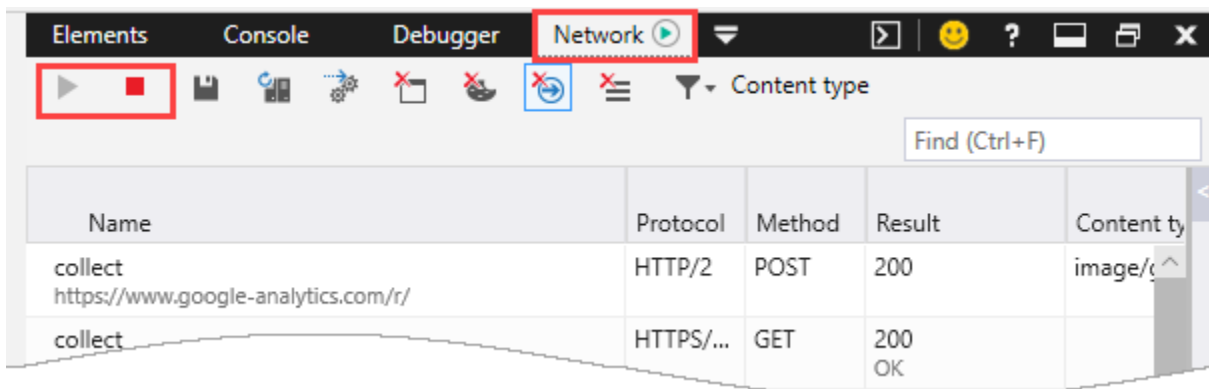 Elements Console Debugger Network ?
Content type
Find (Ctrl+F)
Name Protocol Method Result Content ty
collect HTTP/2 POST 200 image/g
https://www.google-analytics.com/r/
collect HTTPS/... GET 200
OK